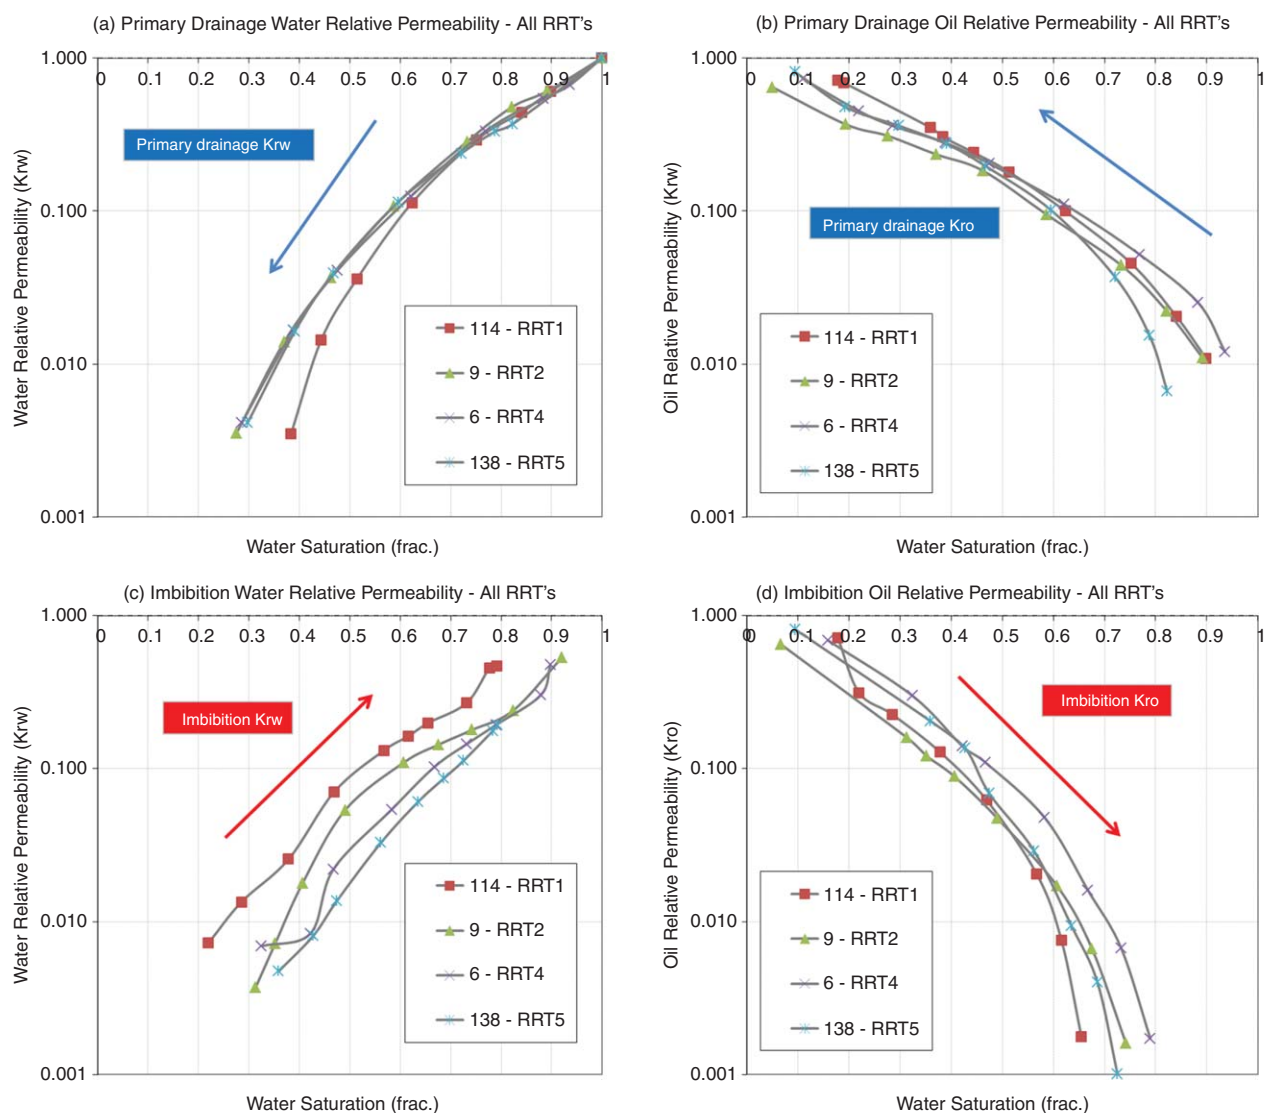 (a) Primary Drainage Water Relative Permeability - All RRT's
1.000
0 0.1 0.2 0.3 0.4 0.5 0.6 0.7 0.8 0.9 1
Primary drainage Krw
0.100
0.010
0.001
Water Relative Permeability (Krw)
114 - RRT1
9 - RRT2
6 - RRT4
138 - RRT5
Water Saturation (frac.)
(b) Primary Drainage Oil Relative Permeability - All RRT's
1.000
0 0.1 0.2 0.3 0.4 0.5 0.6 0.7 0.8 0.9 1
Primary drainage Kro
0.100
0.010
0.001
Oil Relative Permeability (Krw)
114 - RRT1
9 - RRT2
6 - RRT4
138 - RRT5
Water Saturation (frac.)
(c) Imbibition Water Relative Permeability - All RRT's
1.000
0 0.1 0.2 0.3 0.4 0.5 0.6 0.7 0.8 0.9 1
Imbibition Krw
0.100
0.010
0.001
Water Relative Permeability (Krw)
114 - RRT1
9 - RRT2
6 - RRT4
138 - RRT5
Water Saturation (frac.)
(d) Imbibition Oil Relative Permeability - All RRT's
1.000
0 0.1 0.2 0.3 0.4 0.5 0.6 0.7 0.8 0.9 1
Imbibition Kro
0.100
0.010
0.001
Oil Relative Permeability (Kro)
114 - RRT1
9 - RRT2
6 - RRT4
138 - RRT5
Water Saturation (frac.)